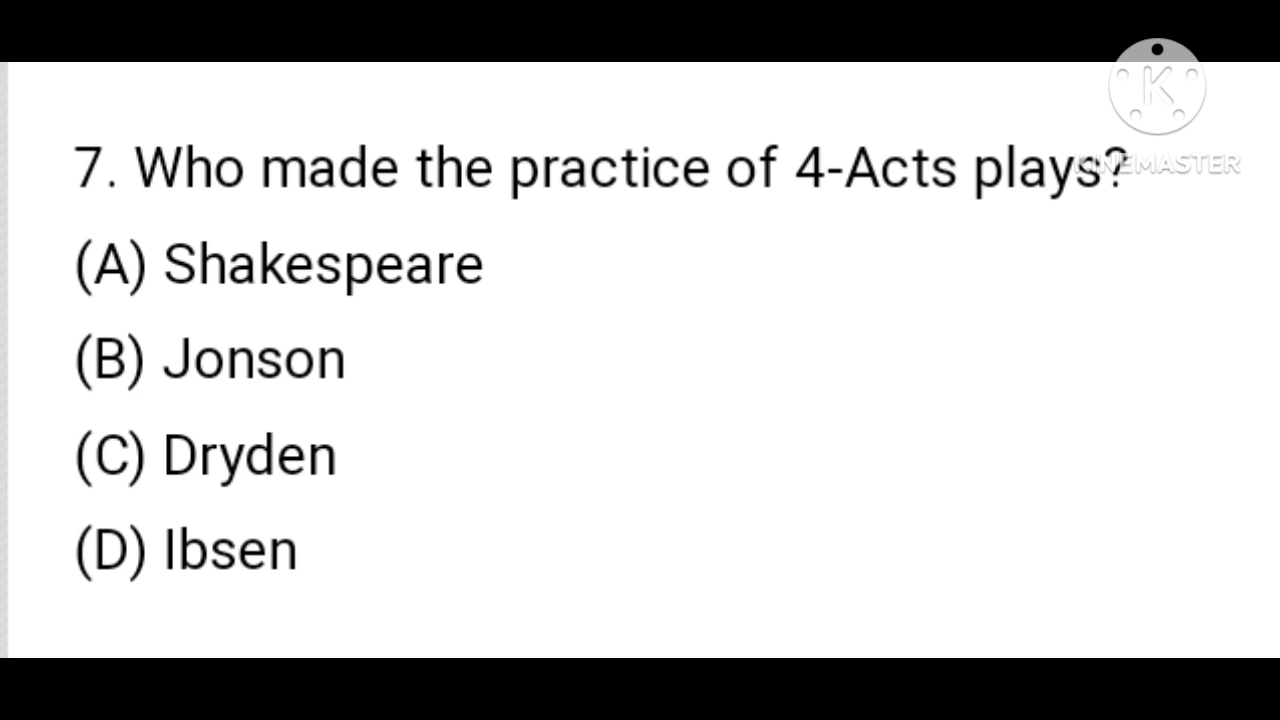 K
KINEMASTER
7. Who made the practice of 4-Acts plays?
(A) Shakespeare
(B) Jonson
(C) Dryden
(D) Ibsen